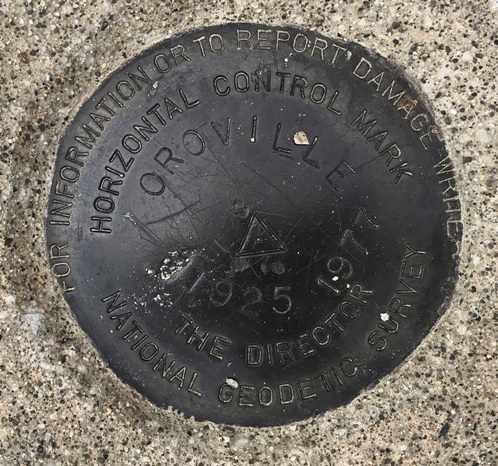 FOR INFORMATION OR TO REPORT DAMAGE WRITE
HORIZONTAL CONTROL MARK
OROVILLE
1925 1977
THE DIRECTOR
NATIONAL GEODETIC SURVEY